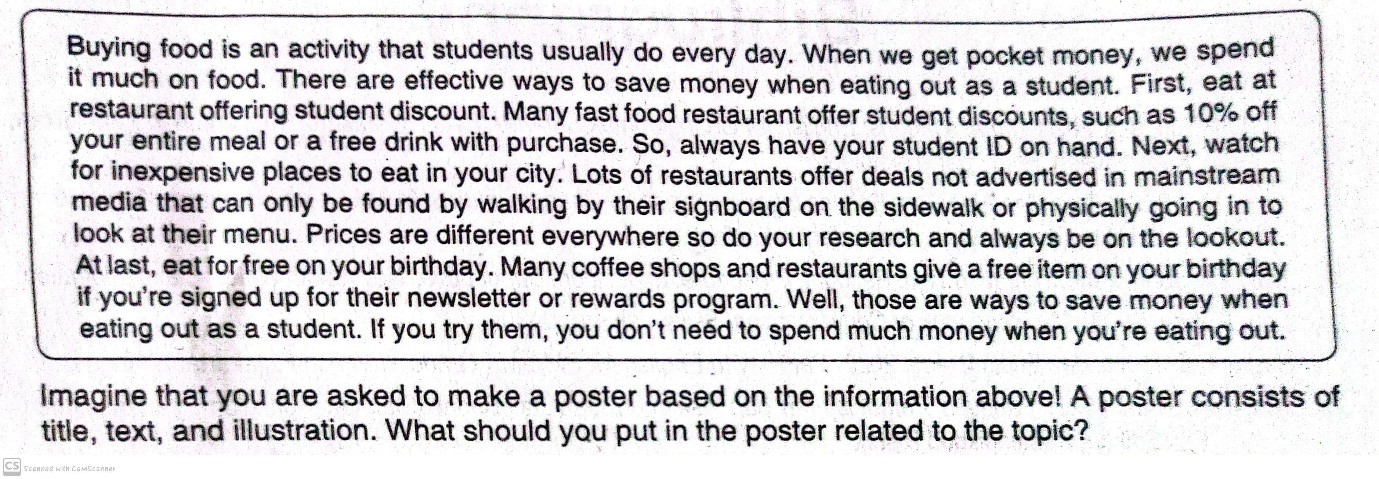 Buying food is an activity that students usually do every day. When we get pocket money, we spend
it much on food. There are effective ways to save money when eating out as a student. First, eat at
restaurant offering student discount. Many fast food restaurant offer student discounts, such as 10% off
your entire meal or a free drink with purchase. So, always have your student ID on hand. Next, watch
for inexpensive places to eat in your city. Lots of restaurants offer deals not advertised in mainstream
media that can only be found by walking by their signboard on the sidewalk or physically going in to
look at their menu. Prices are different everywhere so do your research and always be on the lookout.
At last, eat for free on your birthday. Many coffee shops and restaurants give a free item on your birthday
if you're signed up for their newsletter or rewards program. Well, those are ways to save money when
eating out as a student. If you try them, you don't need to spend much money when you're eating out.
Imagine that you are asked to make a poster based on the information above! A poster consists of
title, text, and illustration. What should you put in the poster related to the topic?
CS Scanned with CamScanner